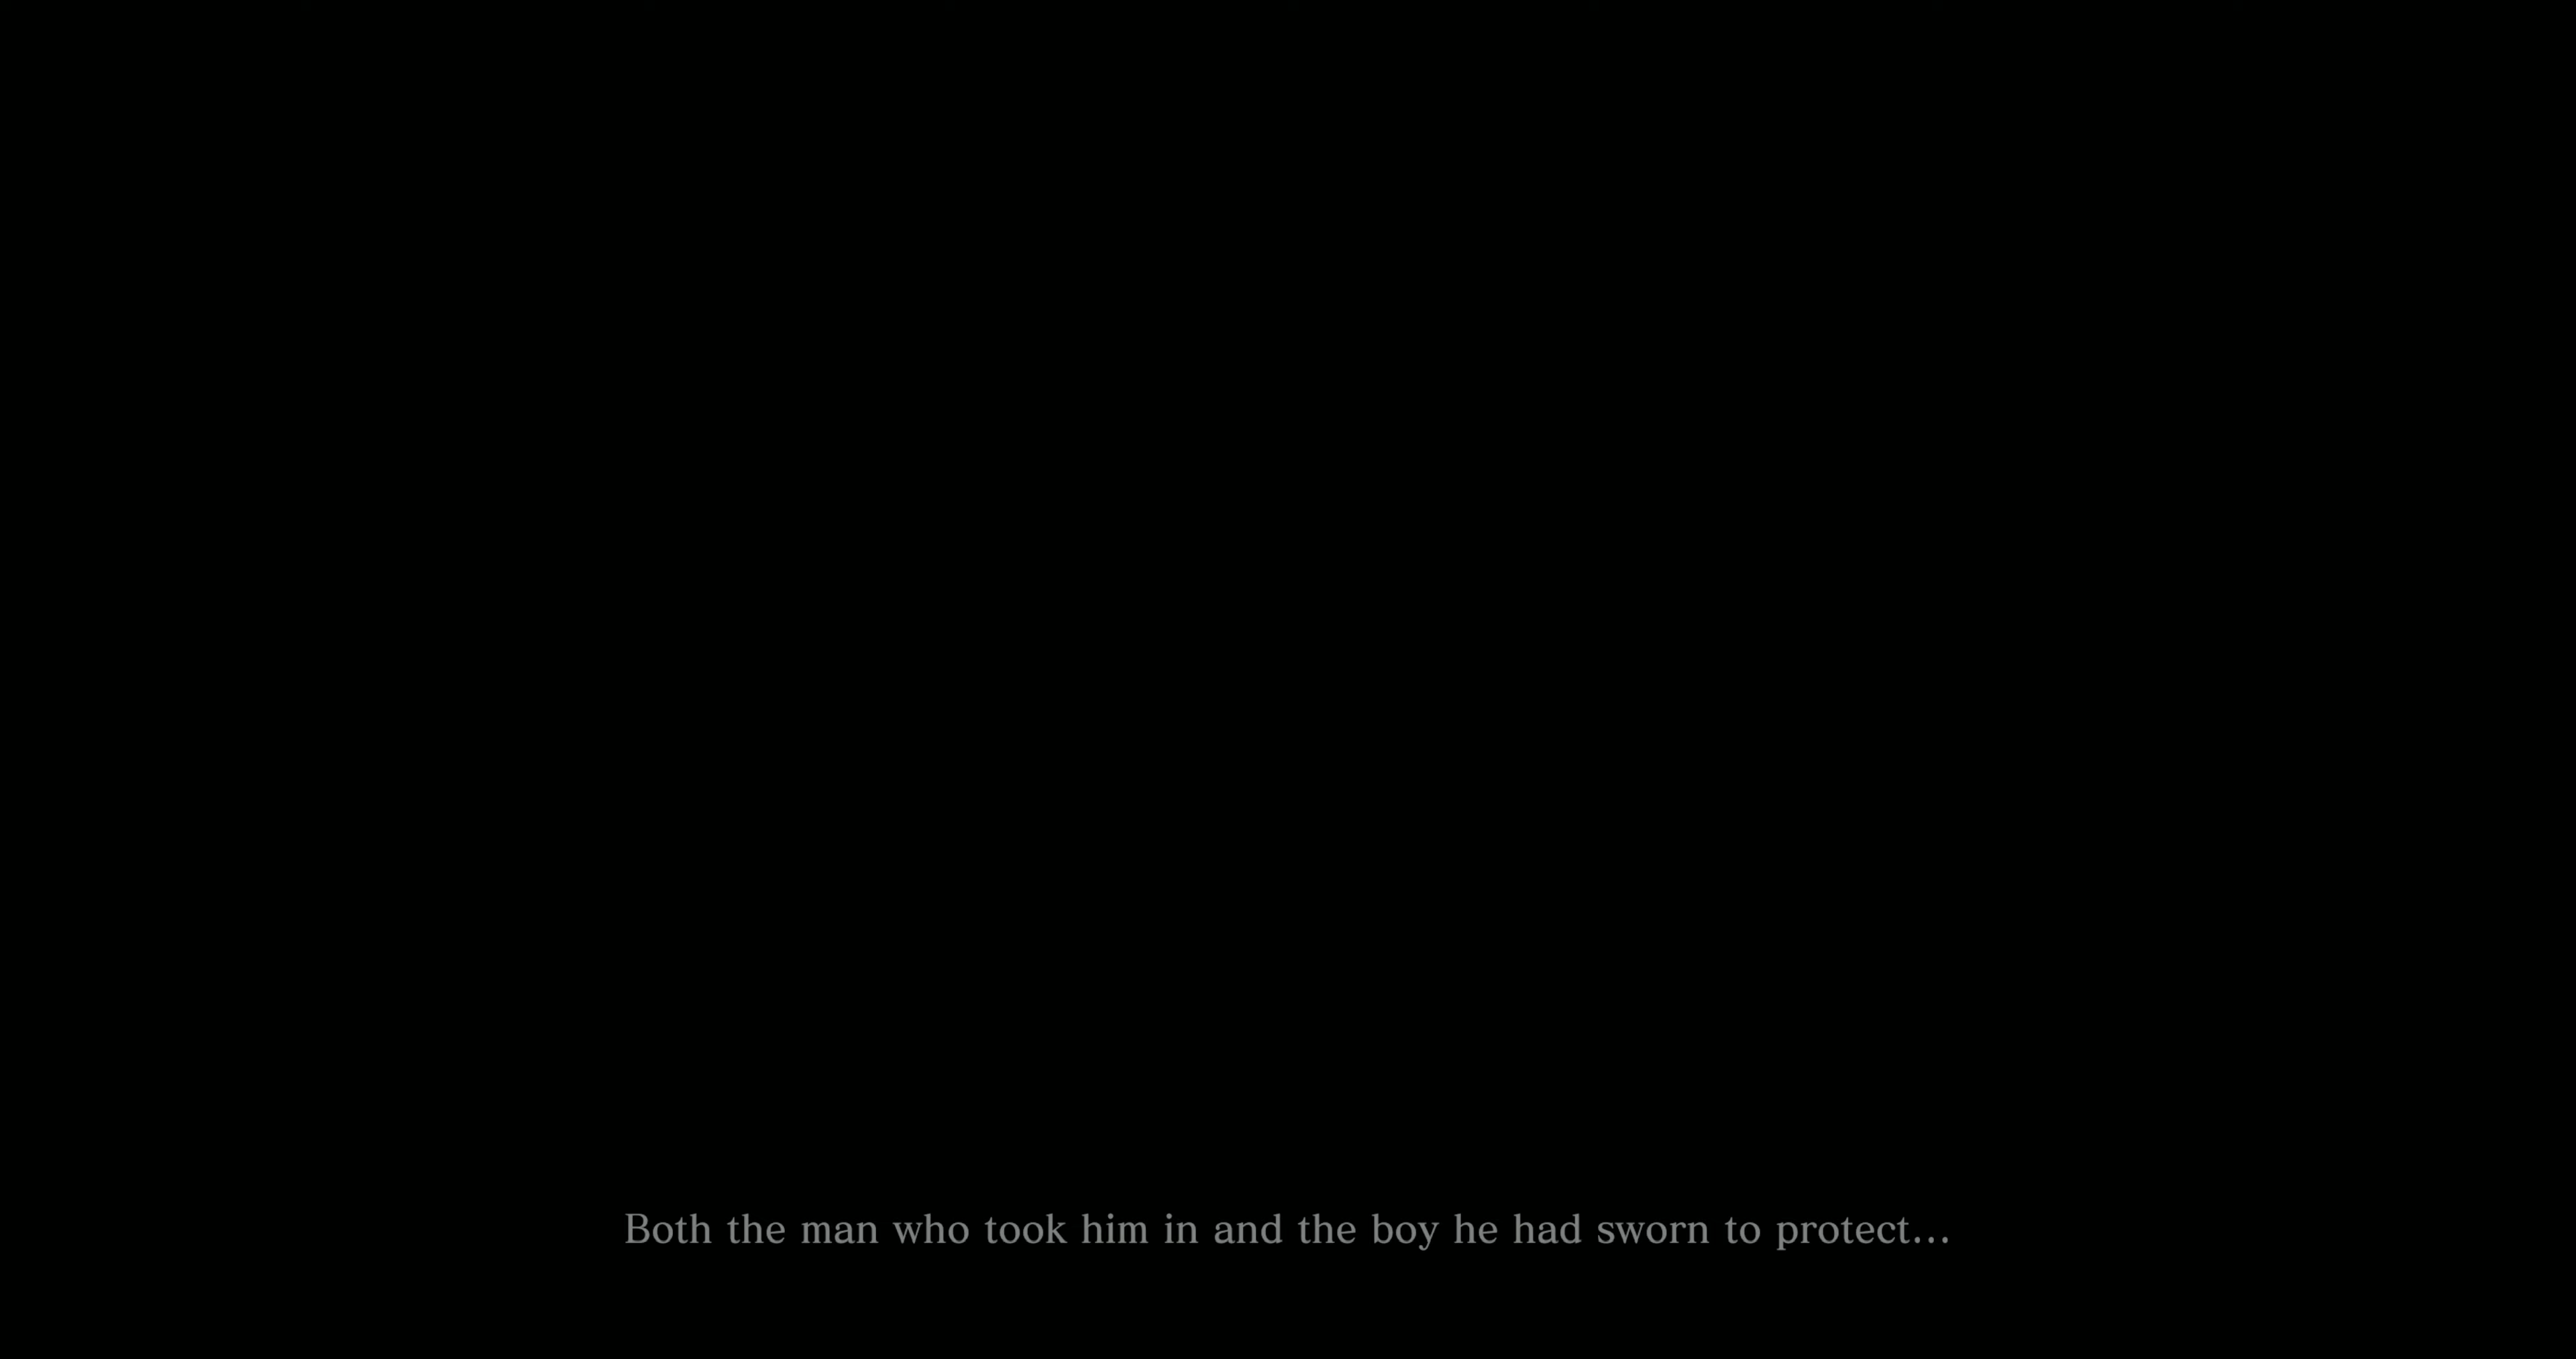 Both the man who took him in and the boy he had sworn to protect...